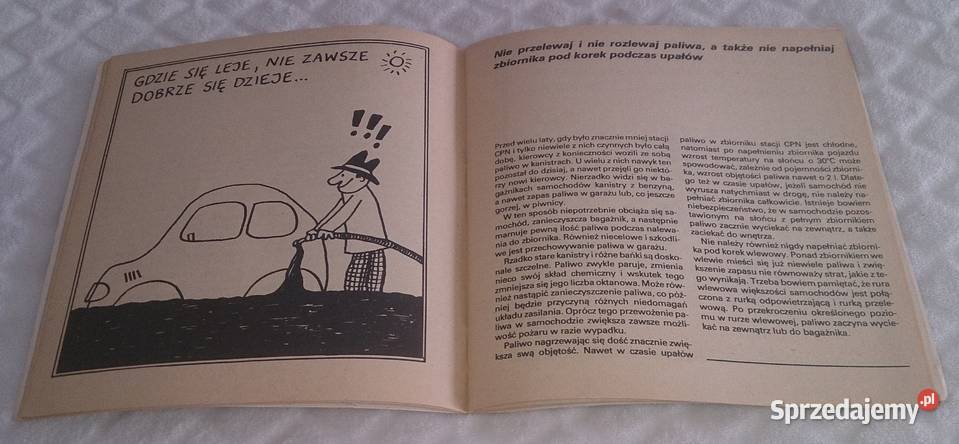 GDZIE SIĘ LEJE, NIE ZAWSZE
DOBRZE SIĘ DZIEJE...
!!!
Nie przelewaj i nie rozlewaj paliwa, a także nie napełniaj
zbiornika pod korek podczas upałów
Przed wielu laty, gdy było znacznie mniej stacji
CPN i tylko niewiele z nich czynnych było całą
dobę, kierowcy z konieczności wozili ze sobą
paliwo w kanistrach. U wielu z nich nawyk ten
pozostał do dzisiaj, a nawet przejęli go niektó-
rzy nowi kierowcy. Nierzadko widzi się w ba-
gażnikach samochodów kanistry z benzyną,
a nawet zapas paliwa w garażu lub, co jeszcze
gorzej, w piwnicy.
W ten sposób niepotrzebnie obciąża się sa-
mochód, zanieczyszcza bagażnik, a następnie
marnuje pewną ilość paliwa podczas nalewa-
nia do zbiornika. Również niecelowe i szkodli-
we jest przechowywanie paliwa w garażu.
Rzadko stare kanistry i różne bańki są dosko-
nale szczelne. Paliwo zwykle paruje, zmienia
nieco swój skład chemiczny i wskutek tego
zmniejsza się jego liczba oktanowa. Może rów-
nież nastąpić zanieczyszczenie paliwa, co póź-
niej będzie przyczyną różnych niedomagań
układu zasilania. Oprócz tego przewożenie pa-
liwa w samochodzie zwiększa zawsze możli-
wość pożaru w razie wypadku.
Paliwo nagrzewając się dość znacznie zwię-
ksza swą objętość. Nawet w czasie upałów
paliwo w zbiorniku stacji CPN jest chłodne,
natomiast po napełnieniu zbiornika pojazdu
wzrost temperatury na słońcu o 30°C może
spowodować, zależnie od pojemności zbiorni-
ka, wzrost objętości paliwa nawet o 2 l. Dlate-
go też w czasie upałów, jeżeli samochód nie
wyrusza natychmiast w drogę, nie należy na-
pełniać zbiornika całkowicie. Istnieje bowiem
niebezpieczeństwo, że w samochodzie pozos-
tawionym na słońcu z pełnym zbiornikiem
paliwo zacznie wyciekać na zewnątrz, a także
zaciekać do wnętrza.
Nie należy również nigdy napełniać zbiorni-
ka pod korek wlewowy. Ponad zbiornikiem we
wlewie mieści się już niewiele paliwa i zwię-
kszenie zapasu nie równoważy strat, jakie z te-
go wynikają. Trzeba bowiem pamiętać, że rura
wlewowa większości samochodów jest połą-
czona z rurką odpowietrzającą i rurką przele-
wową. Po przekroczeniu określonego pozio-
mu w rurze wlewowej, paliwo zaczyna wycie-
kać na zewnątrz lub do bagażnika.
Sprzedajemy.pl